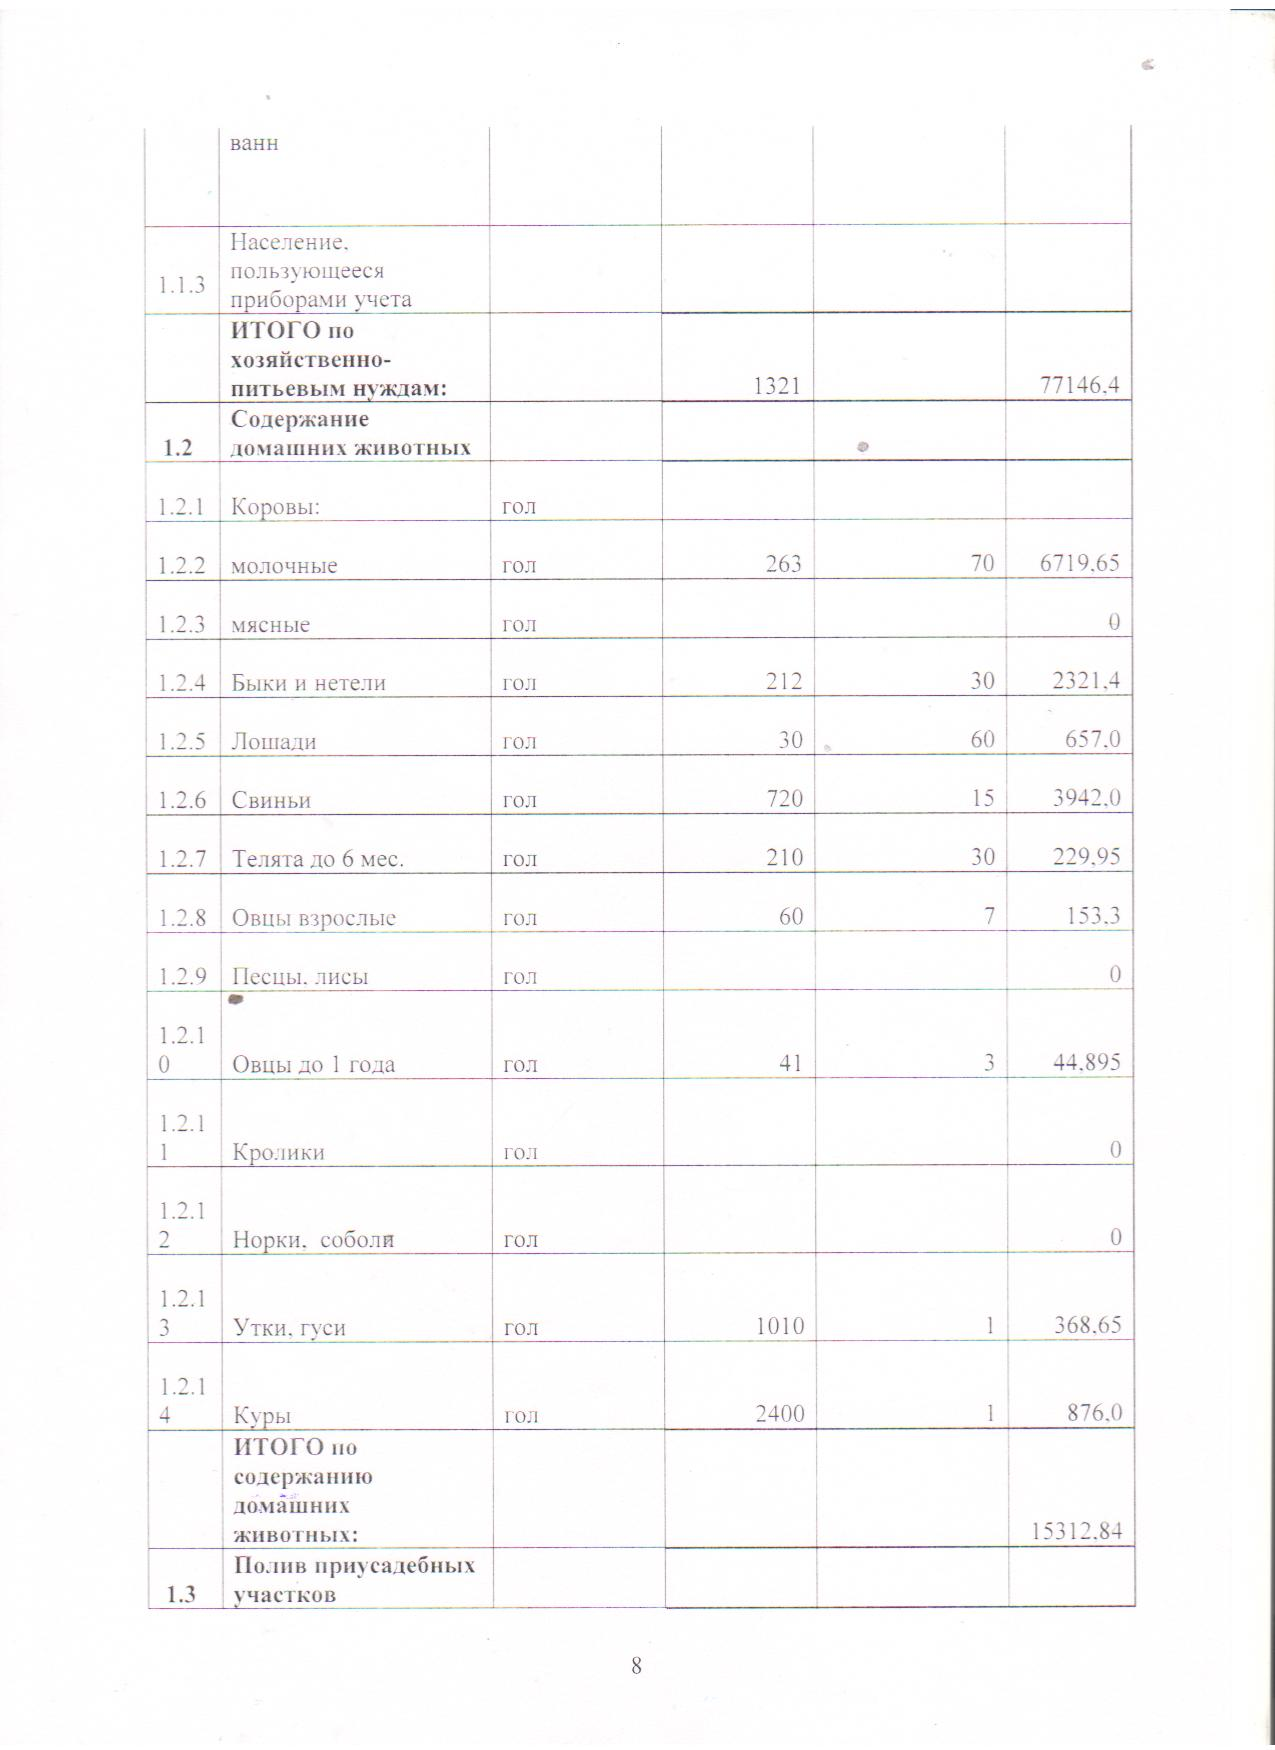 ванн
Население,
пользующееся
1.1.3
приборами учета
ИТОГО по
хозяйственно-
питьевым нуждам: 1321 77146,4
Содержание
1.2 домашних животных
1.2.1 Коровы: гол
1.2.2 молочные гол 263 70 6719,65
1.2.3 мясные гол 0
1.2.4 Быки и нетели гол 212 30 2321,4
1.2.5 Лошади гол 30 60 657,0
1.2.6 Свиньи гол 720 15 3942,0
1.2.7 Телята до 6 мес. гол 210 30 229,95
1.2.8 Овцы взрослые гол 60 7 153,3
1.2.9 Песцы, лисы гол 0
1.2.1
0 Овцы до 1 года гол 41 3 44,895
1.2.1
1 Кролики гол 0
1.2.1
2 Норки, соболи гол 0
1.2.1
3 Утки, гуси гол 1010 1 368,65
1.2.1
4 Куры гол 2400 1 876,0
ИТОГО по
содержанию
домашних
животных: 15312,84
Полив приусадебных
1.3 участков
8